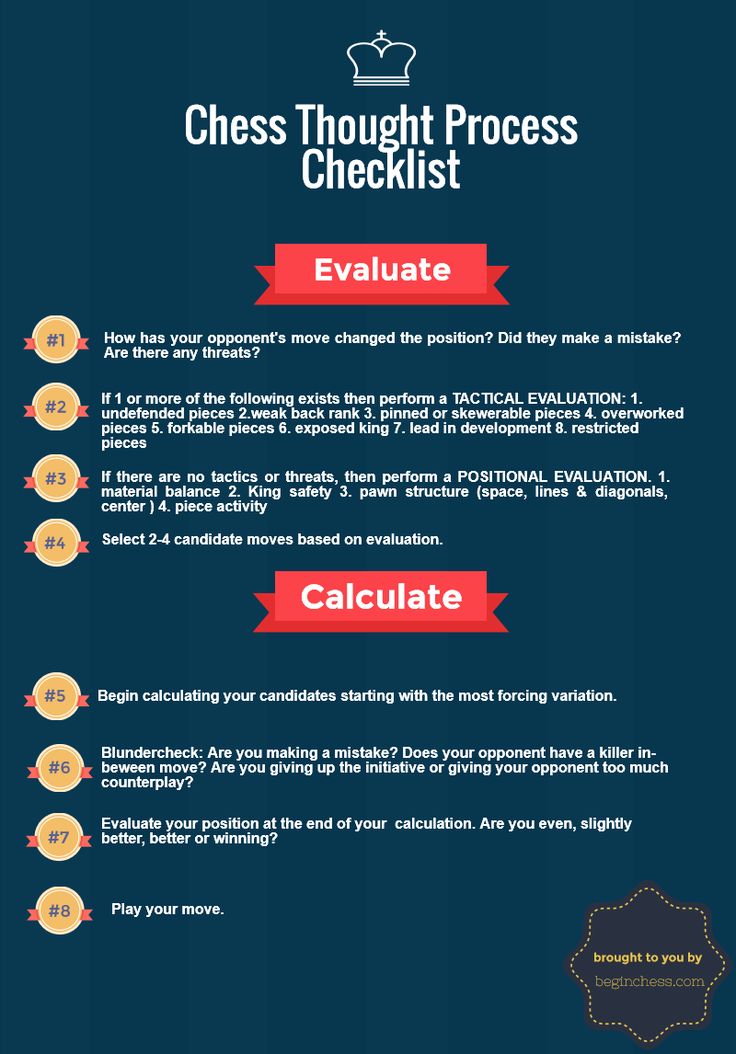 Chess Thought Process
Checklist
Evaluate
#1
How has your opponent's move changed the position? Did they make a mistake?
Are there any threats?
#2
If 1 or more of the following exists then perform a TACTICAL EVALUATION: 1.
undefended pieces 2.weak back rank 3. pinned or skewerable pieces 4. overworked
pieces 5. forkable pieces 6. exposed king 7. lead in development 8. restricted
pieces
#3
If there are no tactics or threats, then perform a POSITIONAL EVALUATION. 1.
material balance 2. King safety 3. pawn structure (space, lines & diagonals,
center ) 4. piece activity
#4
Select 2-4 candidate moves based on evaluation.
Calculate
#5
Begin calculating your candidates starting with the most forcing variation.
#6
Blundercheck: Are you making a mistake? Does your opponent have a killer in-
beween move? Are you giving up the initiative or giving your opponent too much
counterplay?
#7
Evaluate your position at the end of your calculation. Are you even, slightly
better, better or winning?
#8
Play your move.
brought to you by
beginchess.com